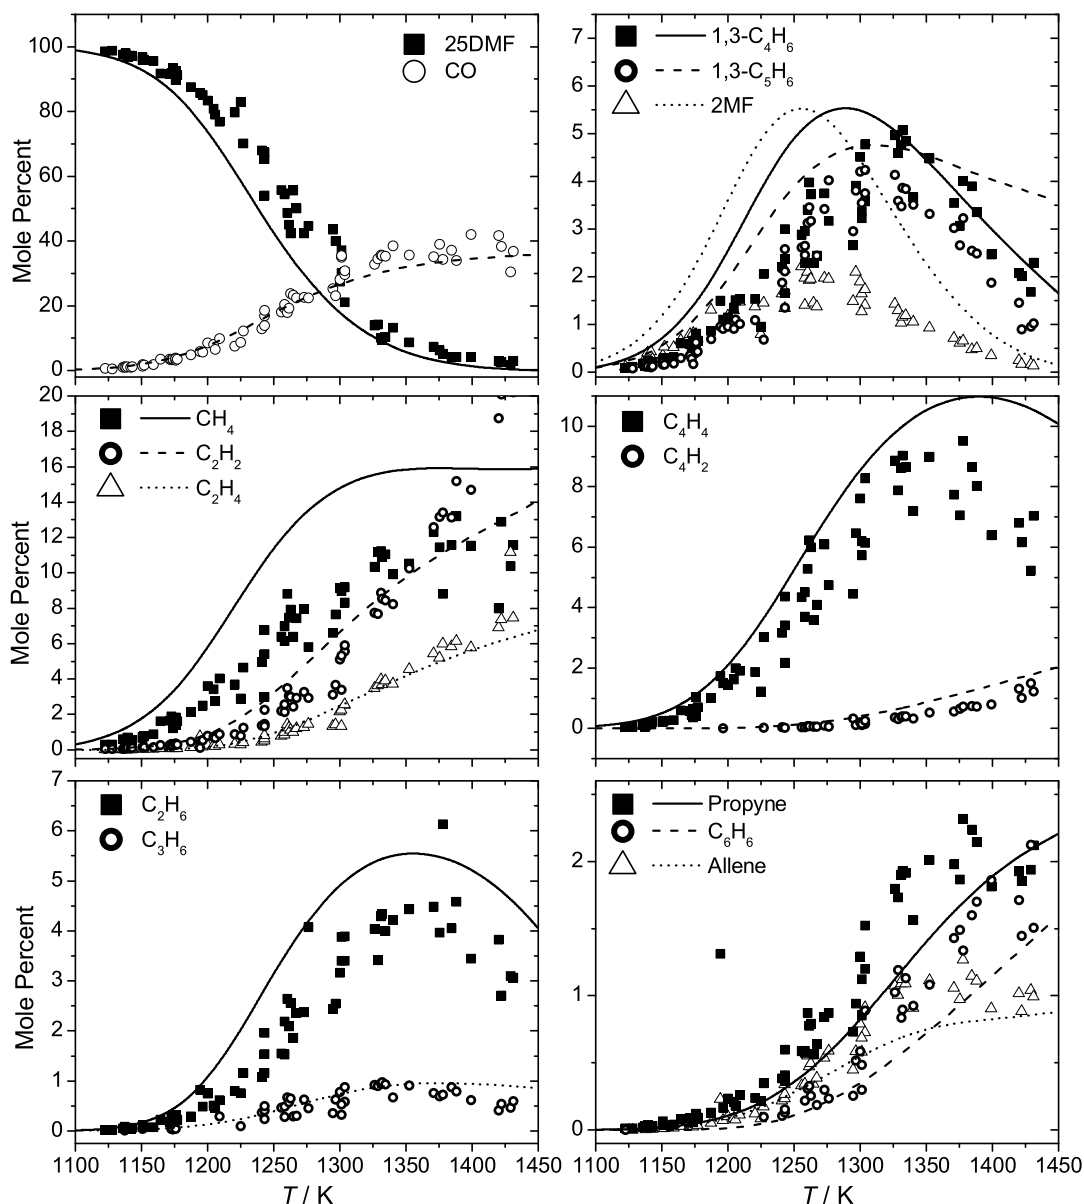 Mole Percent
100
80
60
40
20
0
25DMF
CO
7
6
5
4
3
2
1
0
1,3-C₄H₆
1,3-C₅H₆
2MF
Mole Percent
20
18
16
14
12
10
8
6
4
2
0
CH₄
C₂H₂
C₂H₄
10
8
6
4
2
0
C₄H₄
C₄H₂
Mole Percent
7
6
5
4
3
2
1
0
C₂H₆
C₃H₆
1100 1150 1200 1250 1300 1350 1400 1450
T / K
2
1
0
Propyne
C₆H₆
Allene
1100 1150 1200 1250 1300 1350 1400 1450
T / K